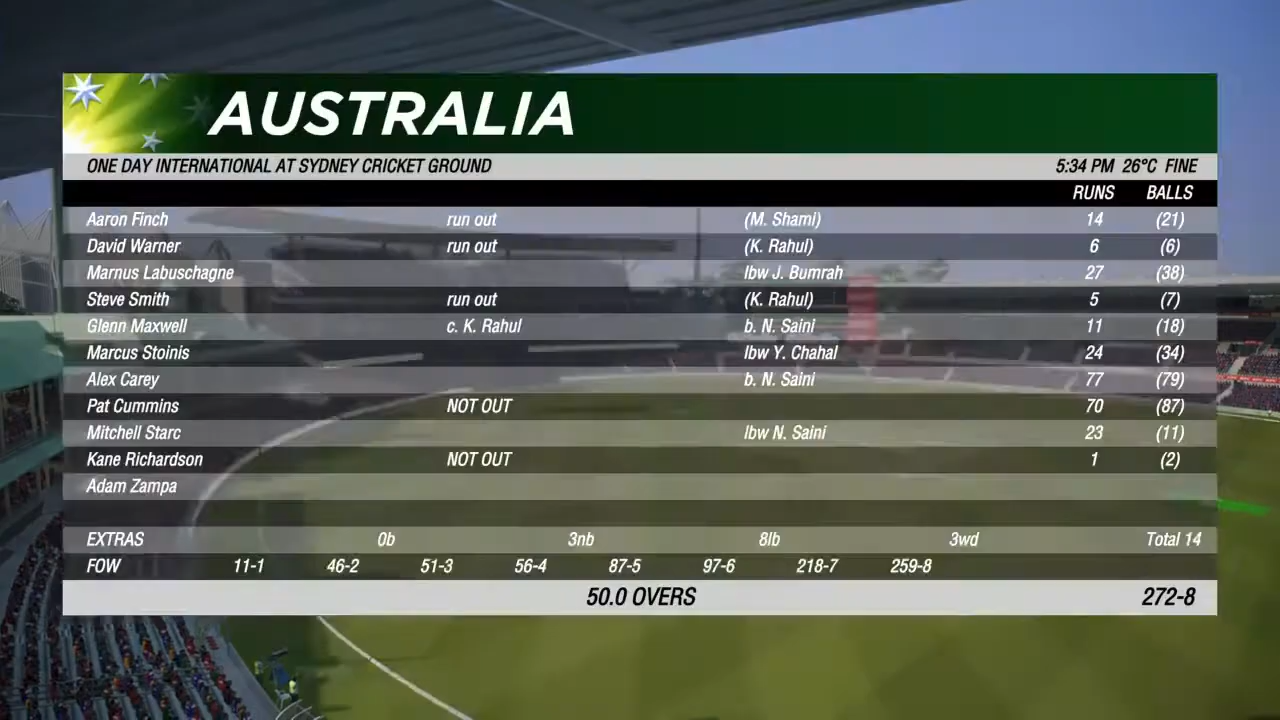 AUSTRALIA
ONE DAY INTERNATIONAL AT SYDNEY CRICKET GROUND 5:34 PM 26°C FINE
RUNS BALLS
Aaron Finch run out (M. Shami) 14 (21)
David Warner run out (K. Rahul) 6 (6)
Marnus Labuschagne lbw J. Bumrah 27 (38)
Steve Smith run out (K. Rahul) 5 (7)
Glenn Maxwell c. K. Rahul b. N. Saini 11 (18)
Marcus Stoinis lbw Y. Chahal 24 (34)
Alex Carey b. N. Saini 77 (79)
Pat Cummins NOT OUT 70 (87)
Mitchell Starc lbw N. Saini 23 (11)
Kane Richardson NOT OUT 1 (2)
Adam Zampa
EXTRAS 0b 3nb 8lb 3wd Total 14
FOW 11-1 46-2 51-3 56-4 87-5 97-6 218-7 259-8
50.0 OVERS 272-8